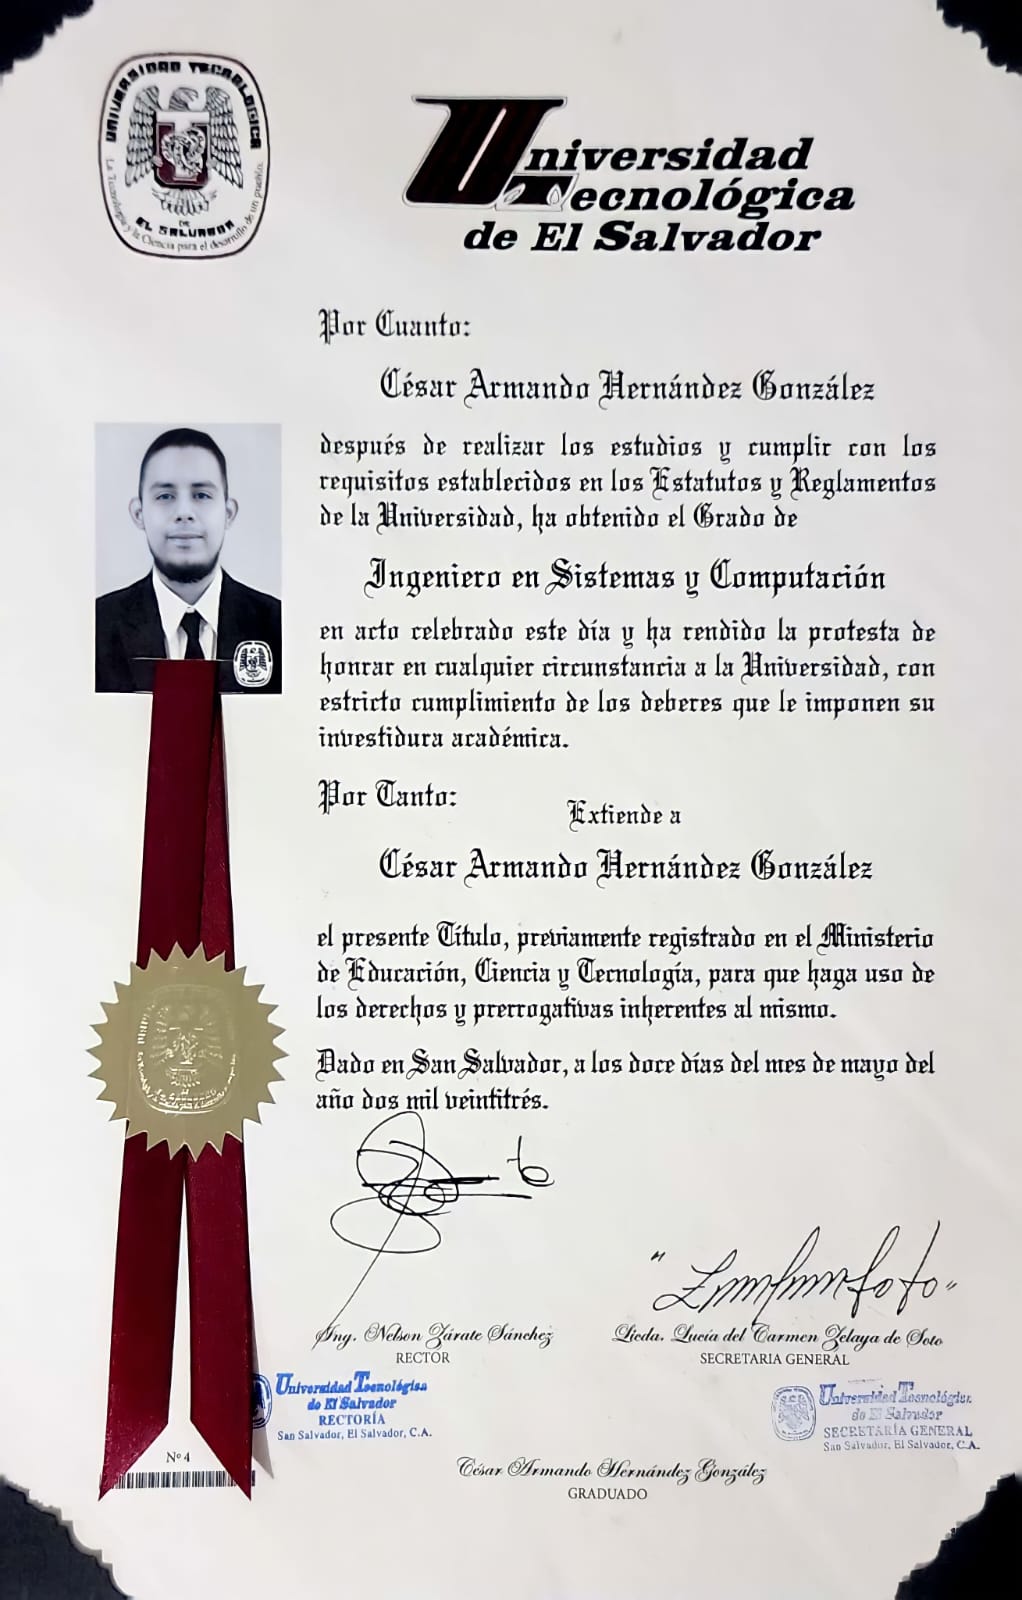 UNIVERSIDAD TECNOLOGICA
La Tecnología y la Ciencia para el desarrollo de un pueblo.
DE
EL SALVADOR
Universidad
Tecnológica
de El Salvador
Por Cuanto:
César Armando Hernández González
después de realizar los estudios y cumplir con los
requisitos establecidos en los Estatutos y Reglamentos
de la Universidad, ha obtenido el Grado de
Ingeniero en Sistemas y Computación
en acto celebrado este día y ha rendido la protesta de
honrar en cualquier circunstancia a la Universidad, con
estricto cumplimiento de los deberes que le imponen su
investidura académica.
Por Tanto:
Extiende a
César Armando Hernández González
el presente Título, previamente registrado en el Ministerio
de Educación, Ciencia y Tecnología, para que haga uso de
los derechos y prerrogativas inherentes al mismo.
Dado en San Salvador, a los doce días del mes de mayo del
año dos mil veintitrés.
Ing. Nelson Zárate Sánchez
RECTOR
Licda. Lucía del Carmen Zelaya de Soto
SECRETARIA GENERAL
Universidad Tecnológica
de El Salvador
RECTORÍA
San Salvador, El Salvador, C.A.
Universidad Tecnológica
de El Salvador
SECRETARÍA GENERAL
San Salvador, El Salvador, C.A.
Nº 4
César Armando Hernández González
GRADUADO